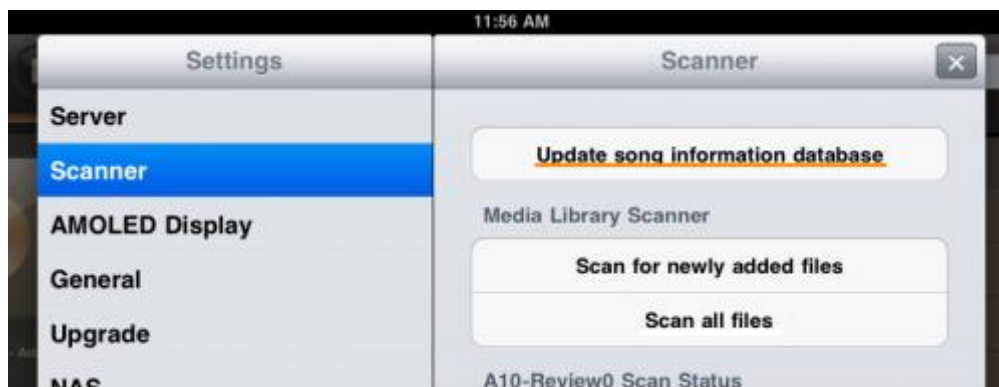 11:56 AM
Settings
Scanner
Server
Scanner
AMOLED Display
General
Upgrade
NAS
Update song information database
Media Library Scanner
Scan for newly added files
Scan all files
A10-Review0 Scan Status